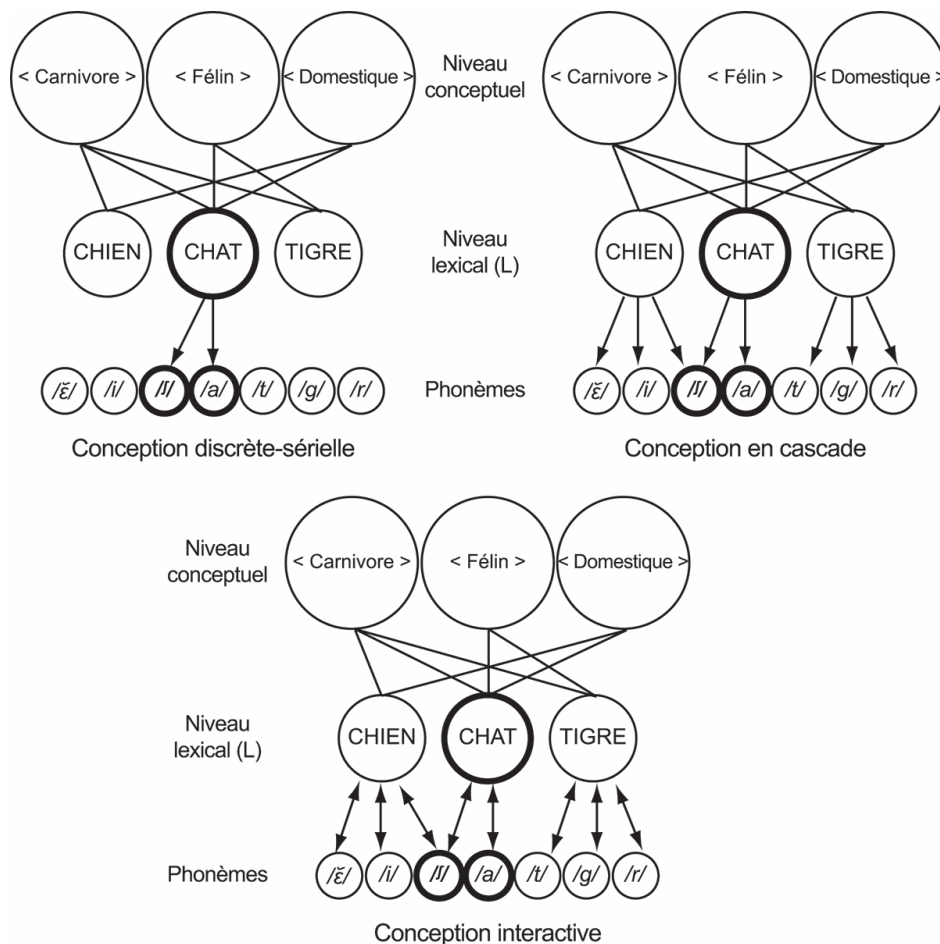 < Carnivore > < Félin > < Domestique >
Niveau
conceptuel
< Carnivore > < Félin > < Domestique >
CHIEN CHAT TIGRE
Niveau
lexical (L)
CHIEN CHAT TIGRE
/ɛ̃/ /i/ /ʃ/ /a/ /t/ /g/ /r/
Phonèmes
/ɛ̃/ /i/ /ʃ/ /a/ /t/ /g/ /r/
Conception discrète-sérielle
Conception en cascade
Niveau
conceptuel
< Carnivore > < Félin > < Domestique >
Niveau
lexical (L)
CHIEN CHAT TIGRE
Phonèmes
/ɛ̃/ /i/ /ʃ/ /a/ /t/ /g/ /r/
Conception interactive